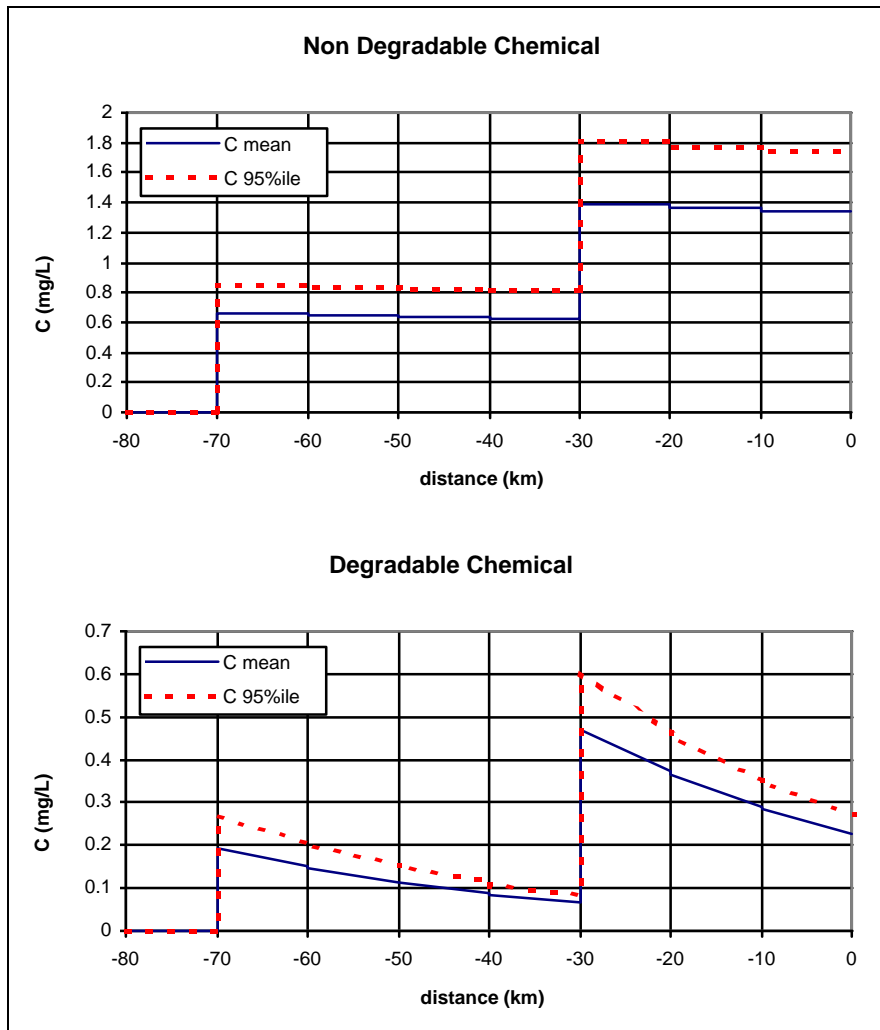 Non Degradable Chemical
2
1.8
1.6
1.4
1.2
1
0.8
0.6
0.4
0.2
0
C (mg/L)
C mean
C 95%ile
-80 -70 -60 -50 -40 -30 -20 -10 0
distance (km)
Degradable Chemical
0.7
0.6
0.5
0.4
0.3
0.2
0.1
0
C (mg/L)
C mean
C 95%ile
-80 -70 -60 -50 -40 -30 -20 -10 0
distance (km)